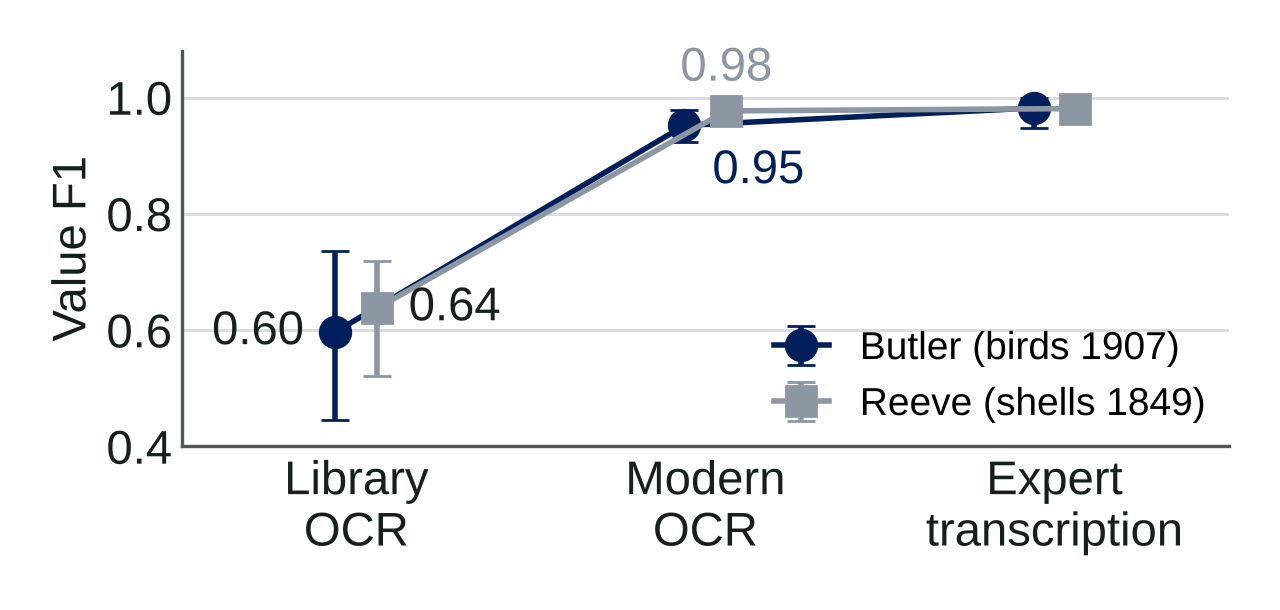 0.98
1.0
0.95
0.8
Value F1
0.64
0.60
0.6
Butler (birds 1907)
Reeve (shells 1849)
0.4
Library
OCR
Modern
OCR
Expert
transcription